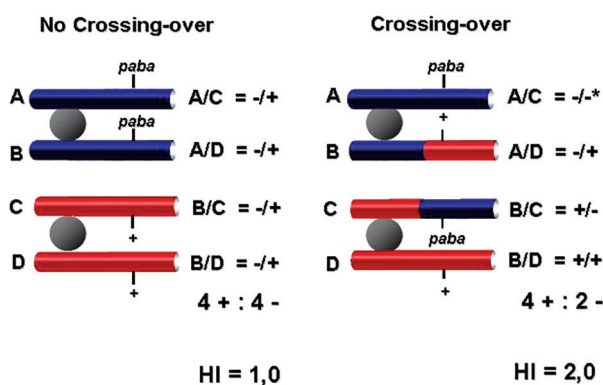 No Crossing-over
paba
A A/C = -/+
paba
B A/D = -/+
C B/C = -/+
+
D B/D = -/+
+
4 + : 4 -
HI = 1,0
Crossing-over
paba
A A/C = -/-*
+
B A/D = -/+
C B/C = +/-
paba
D B/D = +/+
+
4 + : 2 -
HI = 2,0